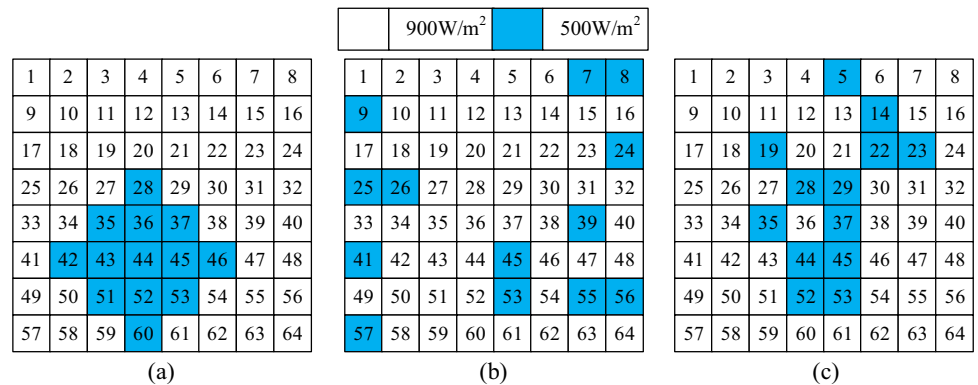 900W/m² 500W/m²
1 2 3 4 5 6 7 8 1 2 3 4 5 6 7 8 1 2 3 4 5 6 7 8
9 10 11 12 13 14 15 16 9 10 11 12 13 14 15 16 9 10 11 12 13 14 15 16
17 18 19 20 21 22 23 24 17 18 19 20 21 22 23 24 17 18 19 20 21 22 23 24
25 26 27 28 29 30 31 32 25 26 27 28 29 30 31 32 25 26 27 28 29 30 31 32
33 34 35 36 37 38 39 40 33 34 35 36 37 38 39 40 33 34 35 36 37 38 39 40
41 42 43 44 45 46 47 48 41 42 43 44 45 46 47 48 41 42 43 44 45 46 47 48
49 50 51 52 53 54 55 56 49 50 51 52 53 54 55 56 49 50 51 52 53 54 55 56
57 58 59 60 61 62 63 64 57 58 59 60 61 62 63 64 57 58 59 60 61 62 63 64
(a) (b) (c)